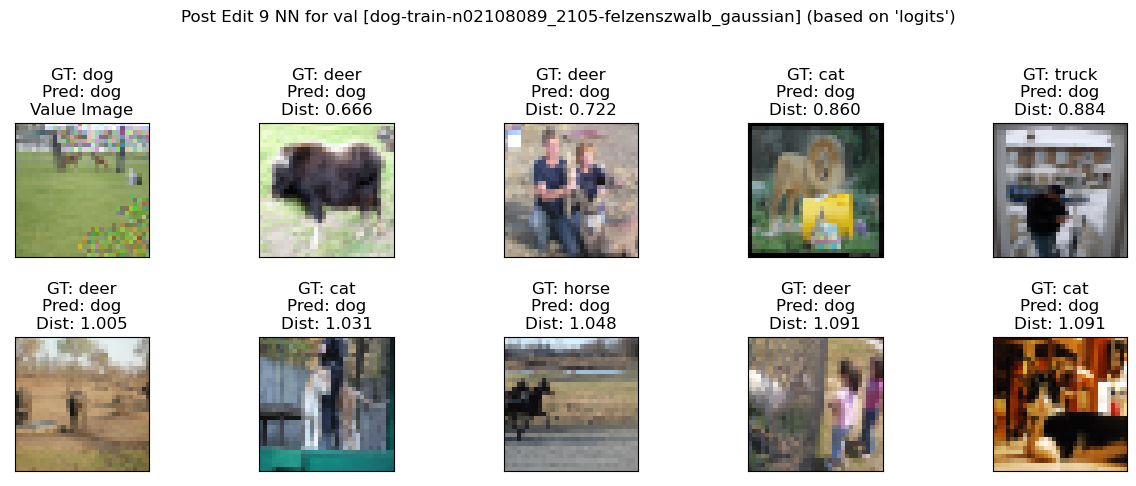 Post Edit 9 NN for val [dog-train-n02108089_2105-felzenszwalb_gaussian] (based on 'logits')
GT: dog
Pred: dog
Value Image
GT: deer
Pred: dog
Dist: 0.666
GT: deer
Pred: dog
Dist: 0.722
GT: cat
Pred: dog
Dist: 0.860
GT: truck
Pred: dog
Dist: 0.884
GT: deer
Pred: dog
Dist: 1.005
GT: cat
Pred: dog
Dist: 1.031
GT: horse
Pred: dog
Dist: 1.048
GT: deer
Pred: dog
Dist: 1.091
GT: cat
Pred: dog
Dist: 1.091